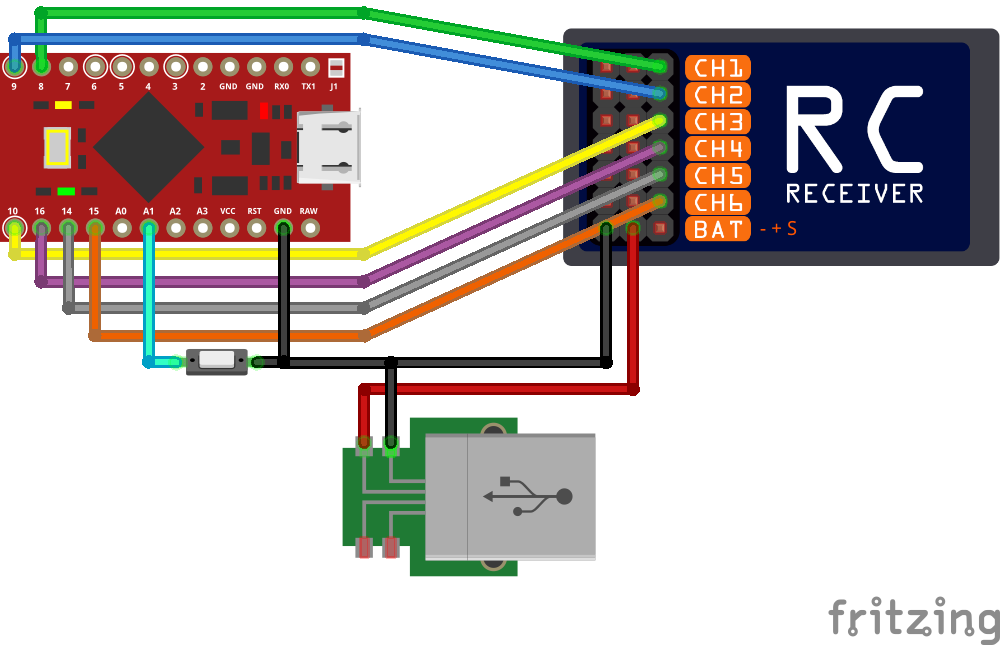 9 8 7 6 5 4 3 2 GND GND RX0 TX1 J1
10 16 14 15 A0 A1 A2 A3 VCC RST GND RAW
CH1
CH2
CH3
CH4
CH5
CH6
BAT - + S
RC
RECEIVER
fritzing